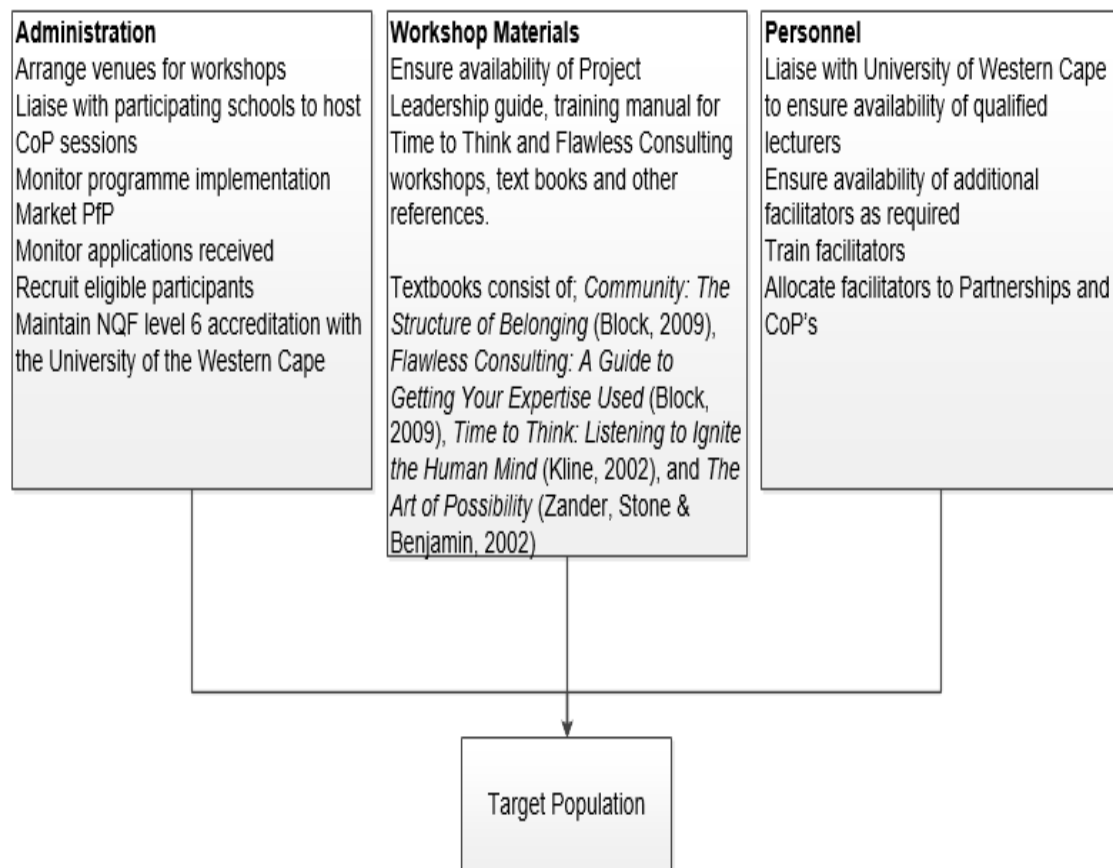 Administration
Arrange venues for workshops
Liaise with participating schools to host
CoP sessions
Monitor programme implementation
Market PfP
Monitor applications received
Recruit eligible participants
Maintain NQF level 6 accreditation with
the University of the Western Cape
Workshop Materials
Ensure availability of Project
Leadership guide, training manual for
Time to Think and Flawless Consulting
workshops, text books and other
references.
Textbooks consist of; Community: The
Structure of Belonging (Block, 2009),
Flawless Consulting: A Guide to
Getting Your Expertise Used (Block,
2009), Time to Think: Listening to Ignite
the Human Mind (Kline, 2002), and The
Art of Possibility (Zander, Stone &
Benjamin, 2002)
Personnel
Liaise with University of Western Cape
to ensure availability of qualified
lecturers
Ensure availability of additional
facilitators as required
Train facilitators
Allocate facilitators to Partnerships and
CoP's
Target Population